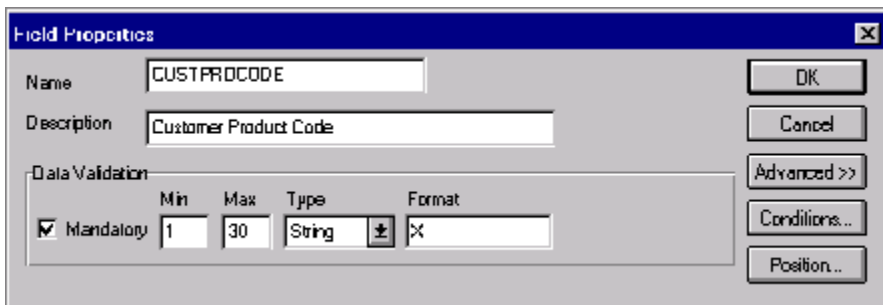 Field Properties
Name CUSTPRODCODE
Description Customer Product Code
Data Validation
Min Max Type Format
Mandatory 1 30 String X
OK
Cancel
Advanced >>
Conditions...
Position...